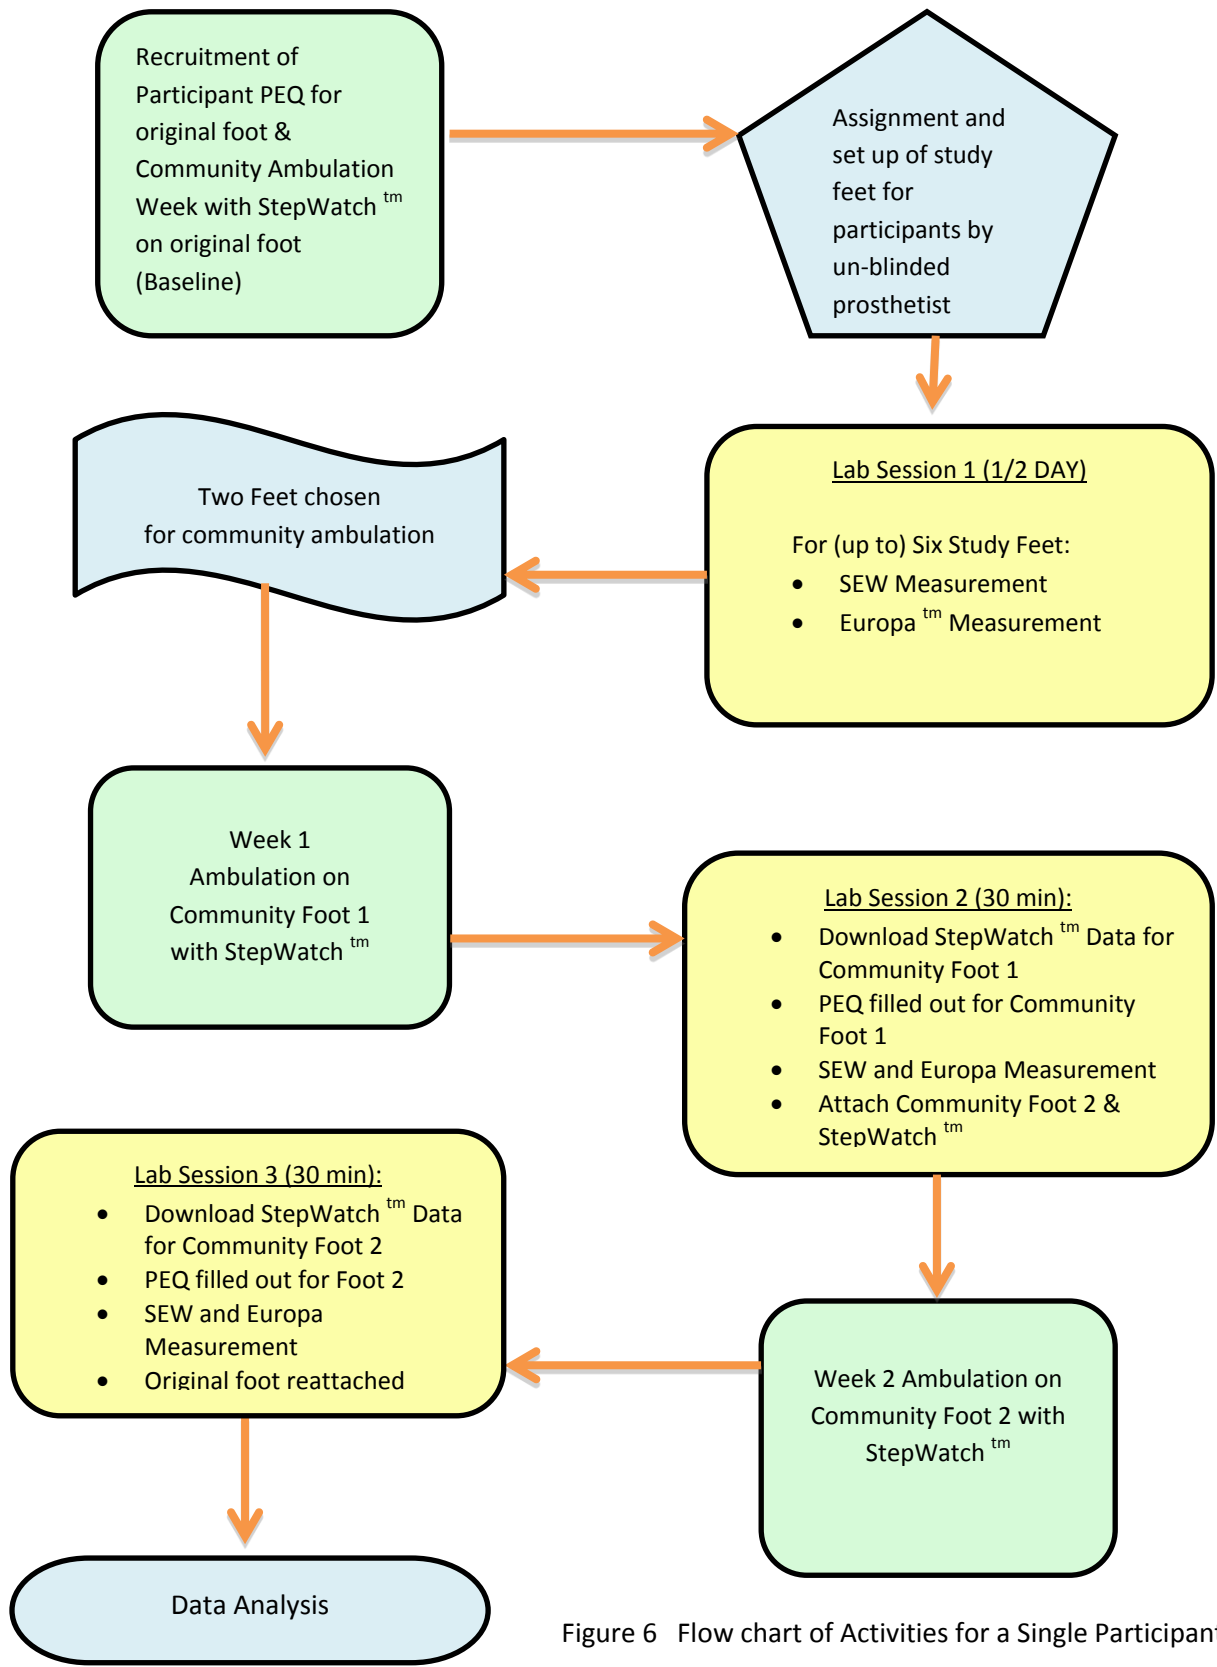 Recruitment of
Participant PEQ for
original foot &
Community Ambulation
Week with StepWatch tm
on original foot
(Baseline)
Assignment and
set up of study
feet for
participants by
un-blinded
prosthetist
Lab Session 1 (1/2 DAY)
For (up to) Six Study Feet:
• SEW Measurement
• Europa tm Measurement
Two Feet chosen
for community ambulation
Week 1
Ambulation on
Community Foot 1
with StepWatch tm
Lab Session 2 (30 min):
• Download StepWatch tm Data for
Community Foot 1
• PEQ filled out for Community
Foot 1
• SEW and Europa Measurement
• Attach Community Foot 2 &
StepWatch tm
Week 2 Ambulation on
Community Foot 2 with
StepWatch tm
Lab Session 3 (30 min):
• Download StepWatch tm Data
for Community Foot 2
• PEQ filled out for Foot 2
• SEW and Europa
Measurement
• Original foot reattached
Data Analysis
Figure 6 Flow chart of Activities for a Single Participant